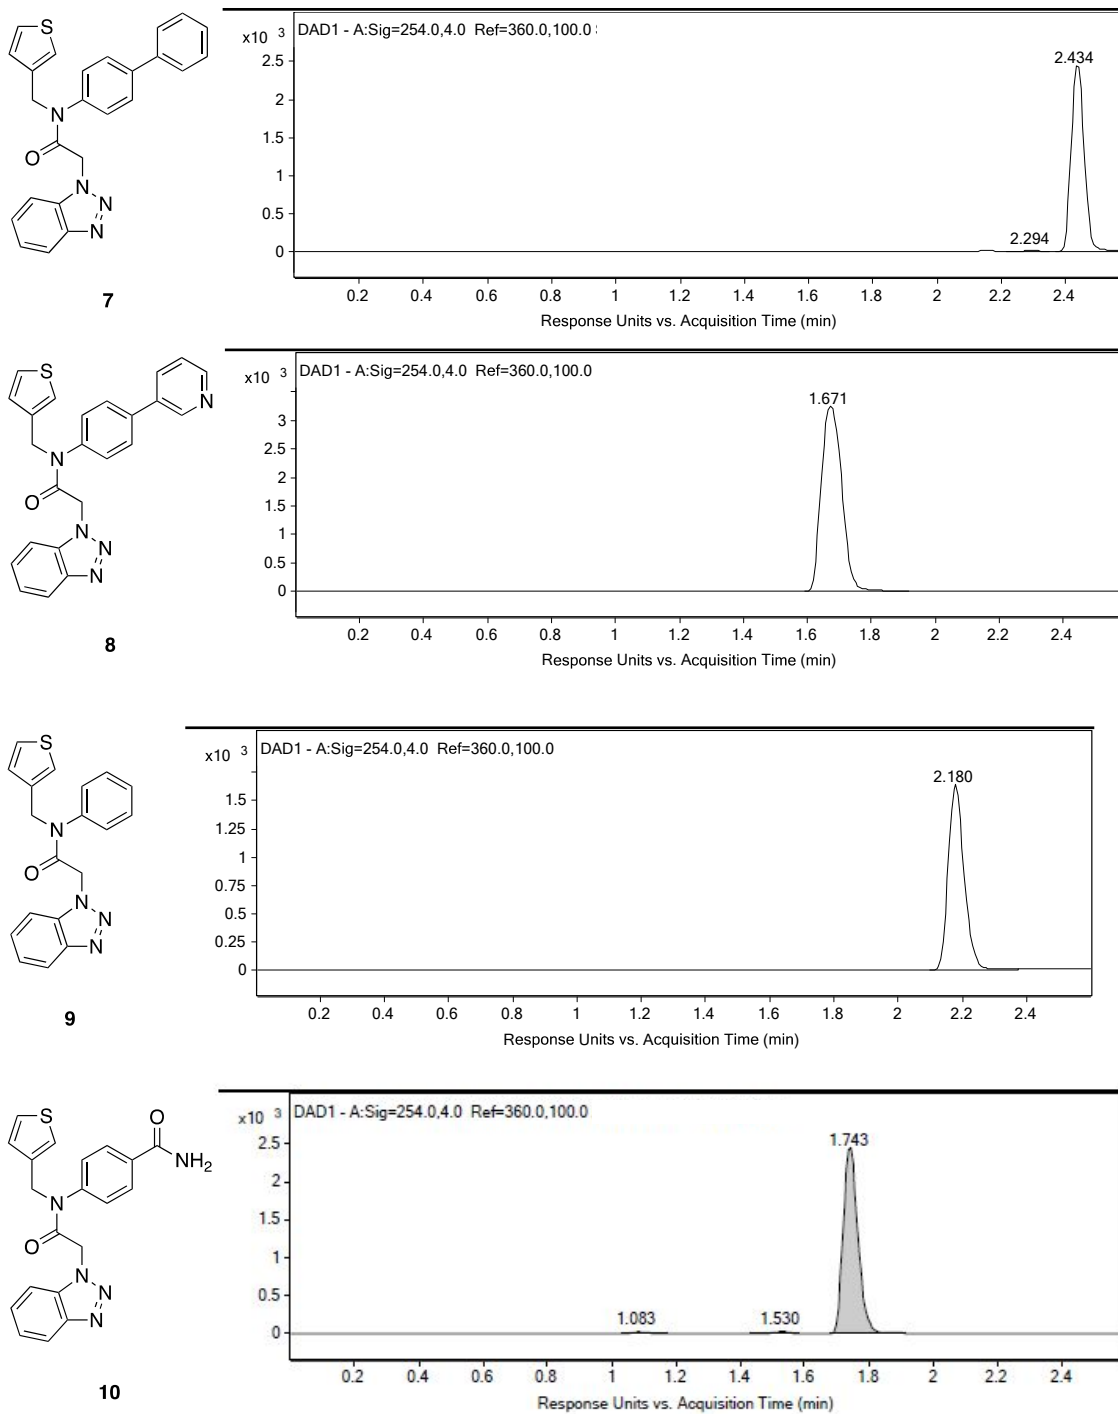 S
N
O
N
N
N
7
x10 3
DAD1 - A:Sig=254.0,4.0 Ref=360.0,100.0
2.434
2.294
2.5
2
1.5
1
0.5
0
0.2 0.4 0.6 0.8 1 1.2 1.4 1.6 1.8 2 2.2 2.4
Response Units vs. Acquisition Time (min)
S
N
N
O
N
N
N
8
x10 3
DAD1 - A:Sig=254.0,4.0 Ref=360.0,100.0
1.671
3
2.5
2
1.5
1
0.5
0
0.2 0.4 0.6 0.8 1 1.2 1.4 1.6 1.8 2 2.2 2.4
Response Units vs. Acquisition Time (min)
S
N
O
N
N
N
9
x10 3
DAD1 - A:Sig=254.0,4.0 Ref=360.0,100.0
2.180
1.5
1.25
1
0.75
0.5
0.25
0
0.2 0.4 0.6 0.8 1 1.2 1.4 1.6 1.8 2 2.2 2.4
Response Units vs. Acquisition Time (min)
S
O
NH2
N
O
N
N
N
10
x10 3
DAD1 - A:Sig=254.0,4.0 Ref=360.0,100.0
1.743
1.083
1.530
2.5
2
1.5
1
0.5
0
0.2 0.4 0.6 0.8 1 1.2 1.4 1.6 1.8 2 2.2 2.4
Response Units vs. Acquisition Time (min)